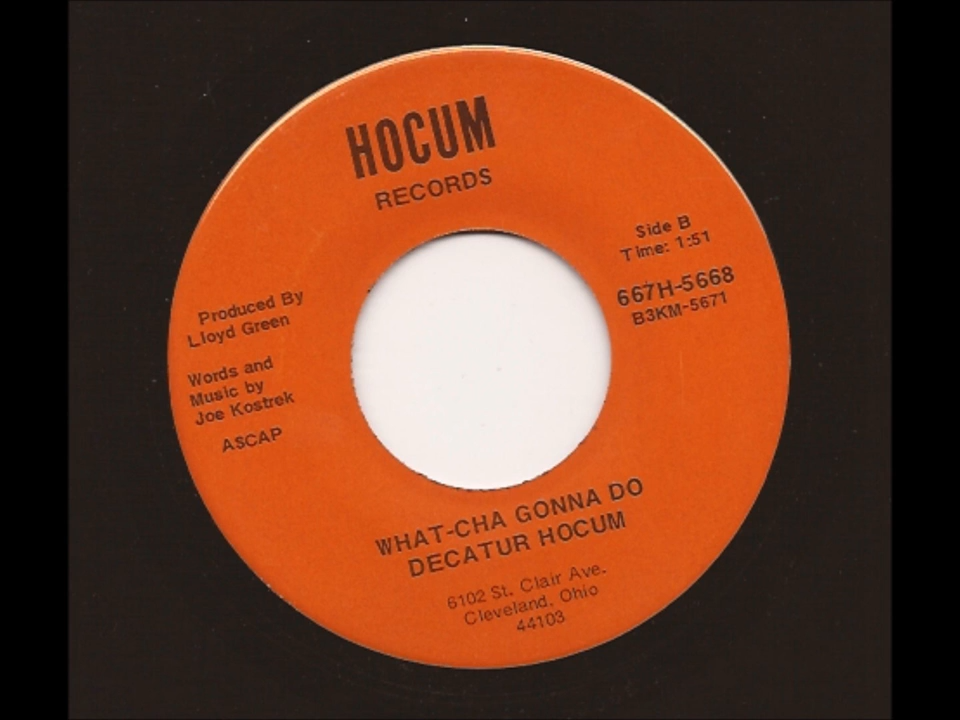 HOCUM
RECORDS
Side B
Time: 1:51
667H-5668
B3KM-5671
Produced By
Lloyd Green
Words and
Music by
Joe Kostrek
ASCAP
WHAT-CHA GONNA DO
DECATUR HOCUM
6102 St. Clair Ave.
Cleveland, Ohio
44103